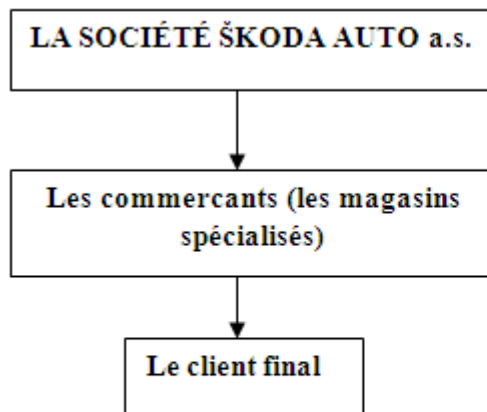 LA SOCIÉTÉ ŠKODA AUTO a.s.
Les commercants (les magasins
spécialisés)
Le client final